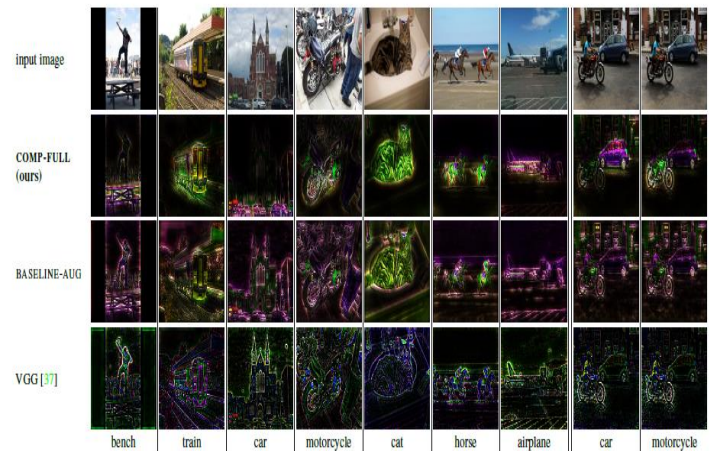 input image
COMP-FULL
(ours)
BASELINE-AUG
VGG [37]
bench train car motorcycle cat horse airplane car motorcycle